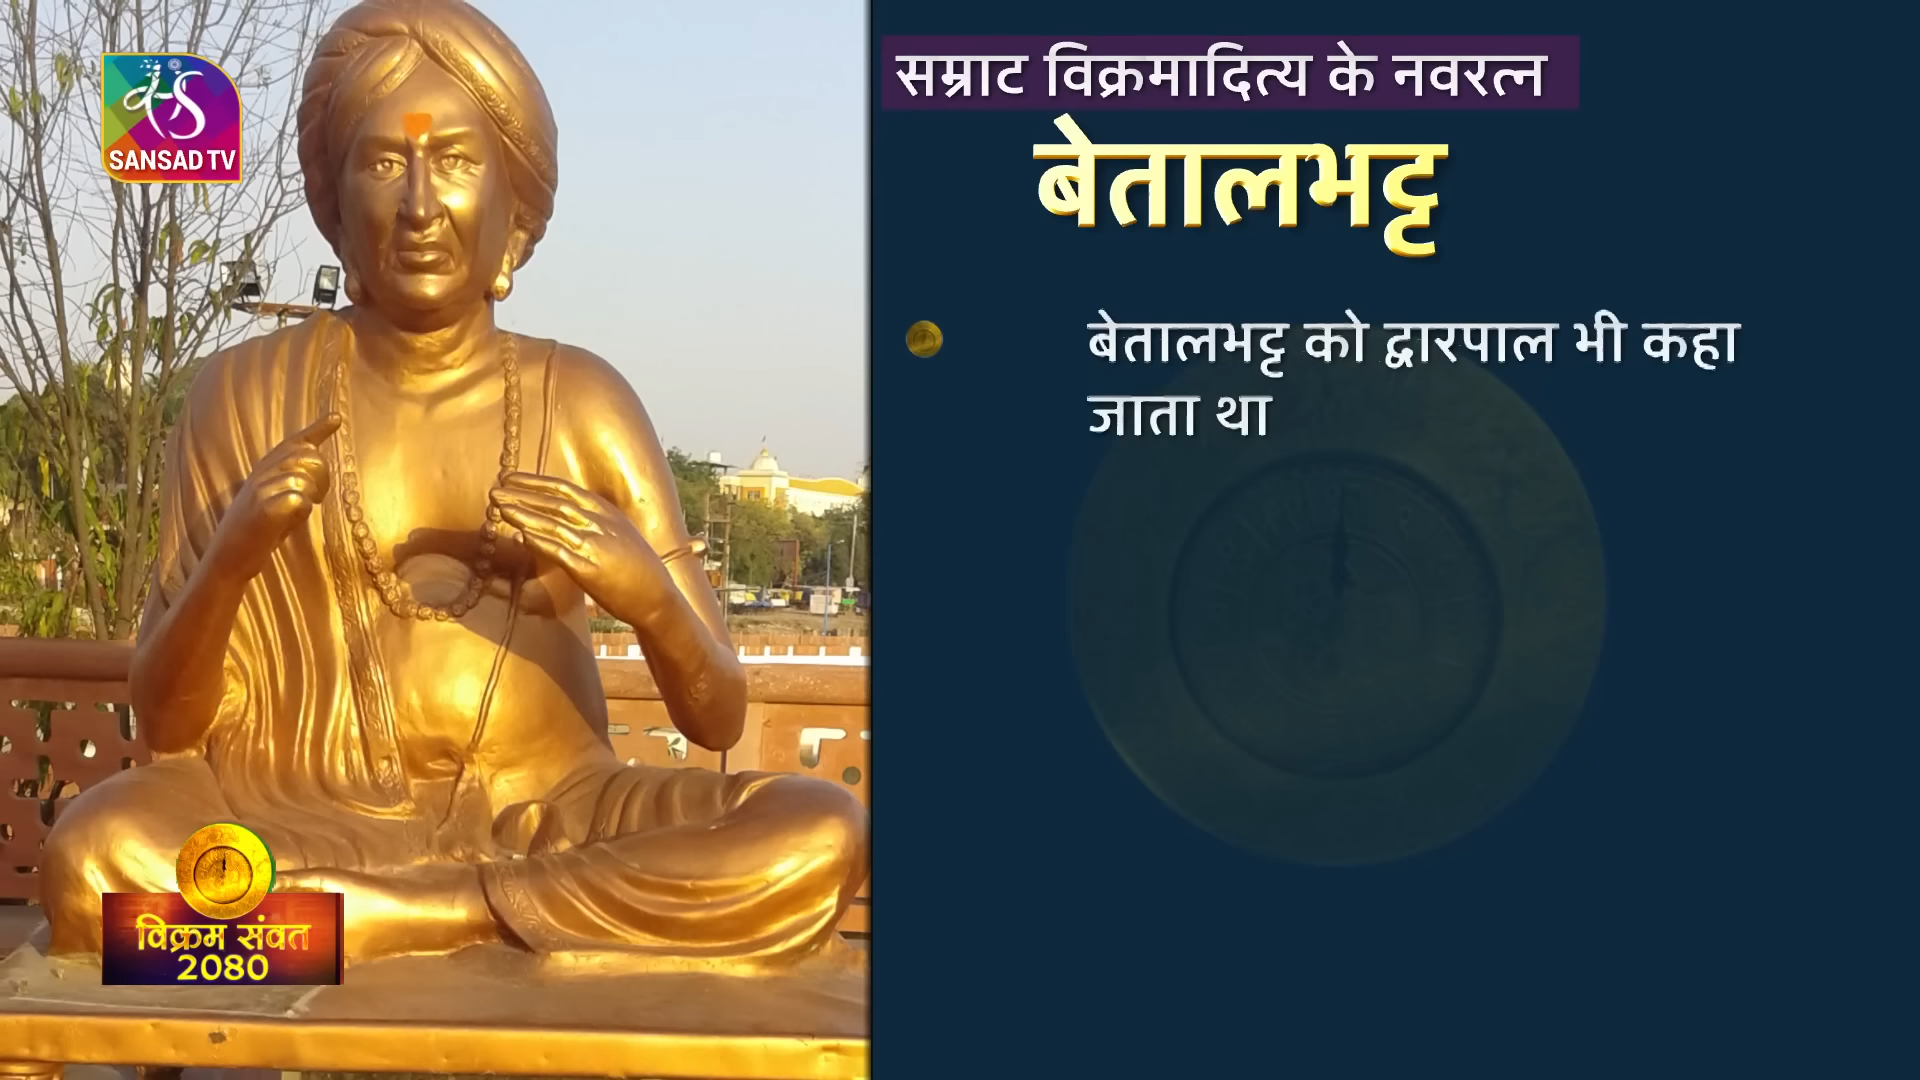 SANSAD TV
सम्राट विक्रमादित्य के नवरत्न
बेतालभट्ट
बेतालभट्ट को द्वारपाल भी कहा
जाता था
विक्रम संवत
2080